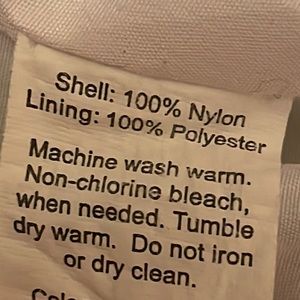 Shell: 100% Nylon
Lining: 100% Polyester
Machine wash warm.
Non-chlorine bleach,
when needed. Tumble
dry warm. Do not iron
or dry clean.